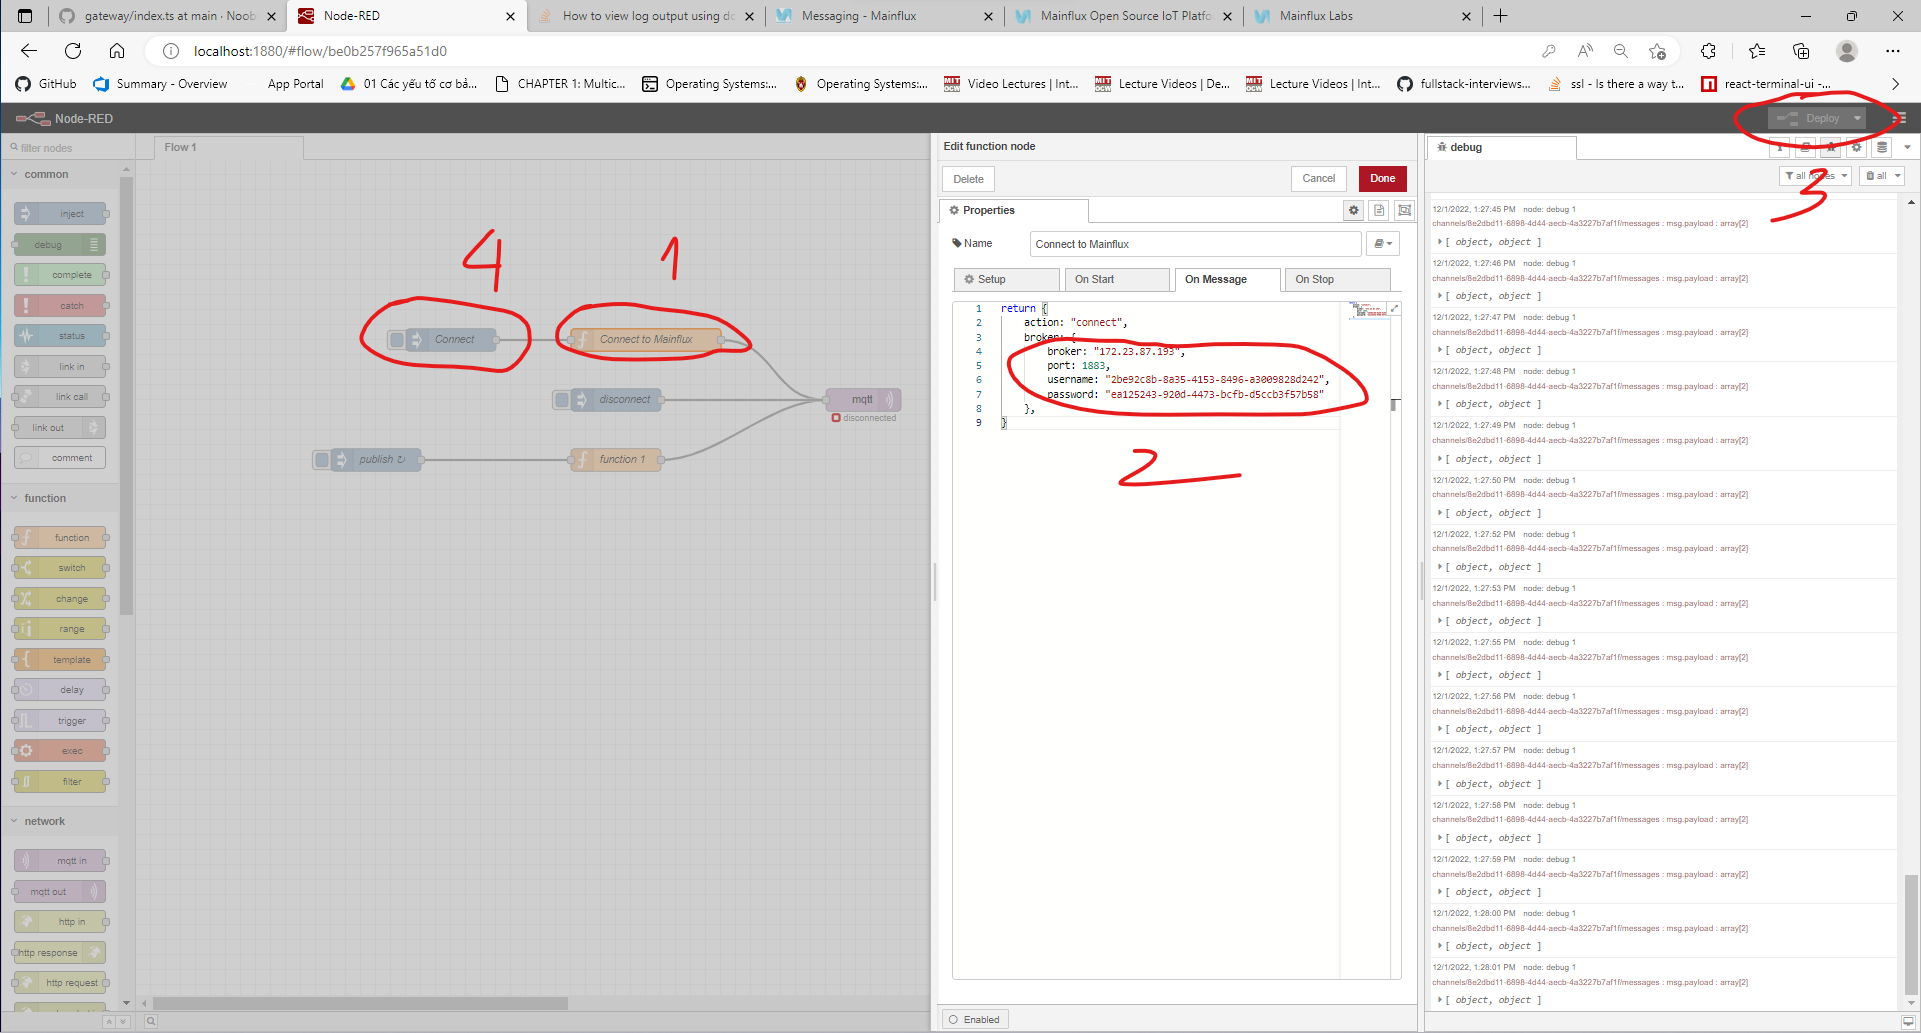 gateway/index.ts at main · Noob
Node-RED
How to view log output using do
Messaging - Mainflux
Mainflux Open Source IoT Platfo
Mainflux Labs
localhost:1880/#flow/be0b257f965a51d0
GitHub
Summary - Overview
App Portal
01 Các yếu tố cơ bả...
CHAPTER 1: Multic...
Operating Systems:...
Operating Systems:...
Video Lectures | Int...
Lecture Videos | De...
Lecture Videos | Int...
fullstack-interviews...
ssl - Is there a way t...
react-terminal-ui -...
Node-RED
Deploy
filter nodes
common
inject
debug
complete
catch
status
link in
link call
link out
comment
function
function
switch
change
range
template
delay
trigger
exec
filter
network
mqtt in
mqtt out
http in
http response
http request
Flow 1
4
1
Connect
Connect to Mainflux
disconnect
mqtt
disconnected
publish ↻
function 1
Edit function node
Delete
Cancel
Done
Properties
Name
Connect to Mainflux
Setup
On Start
On Message
On Stop
1 return {
2 action: "connect",
3 broker: {
4 broker: "172.23.87.193",
5 port: 1883,
6 username: "2be92c8b-8a35-4153-8496-a3009828d242",
7 password: "ea125243-920d-4473-bcfb-d5ccb3f57b58"
8 },
9 }
2
Enabled
debug
all nodes
all
3
12/1/2022, 1:27:45 PM node: debug 1
channels/8e2dbd11-6898-4d44-aecb-4a3227b7af1f/messages : msg.payload : array[2]
[ object, object ]
12/1/2022, 1:27:46 PM node: debug 1
channels/8e2dbd11-6898-4d44-aecb-4a3227b7af1f/messages : msg.payload : array[2]
[ object, object ]
12/1/2022, 1:27:47 PM node: debug 1
channels/8e2dbd11-6898-4d44-aecb-4a3227b7af1f/messages : msg.payload : array[2]
[ object, object ]
12/1/2022, 1:27:48 PM node: debug 1
channels/8e2dbd11-6898-4d44-aecb-4a3227b7af1f/messages : msg.payload : array[2]
[ object, object ]
12/1/2022, 1:27:49 PM node: debug 1
channels/8e2dbd11-6898-4d44-aecb-4a3227b7af1f/messages : msg.payload : array[2]
[ object, object ]
12/1/2022, 1:27:50 PM node: debug 1
channels/8e2dbd11-6898-4d44-aecb-4a3227b7af1f/messages : msg.payload : array[2]
[ object, object ]
12/1/2022, 1:27:52 PM node: debug 1
channels/8e2dbd11-6898-4d44-aecb-4a3227b7af1f/messages : msg.payload : array[2]
[ object, object ]
12/1/2022, 1:27:53 PM node: debug 1
channels/8e2dbd11-6898-4d44-aecb-4a3227b7af1f/messages : msg.payload : array[2]
[ object, object ]
12/1/2022, 1:27:55 PM node: debug 1
channels/8e2dbd11-6898-4d44-aecb-4a3227b7af1f/messages : msg.payload : array[2]
[ object, object ]
12/1/2022, 1:27:56 PM node: debug 1
channels/8e2dbd11-6898-4d44-aecb-4a3227b7af1f/messages : msg.payload : array[2]
[ object, object ]
12/1/2022, 1:27:57 PM node: debug 1
channels/8e2dbd11-6898-4d44-aecb-4a3227b7af1f/messages : msg.payload : array[2]
[ object, object ]
12/1/2022, 1:27:58 PM node: debug 1
channels/8e2dbd11-6898-4d44-aecb-4a3227b7af1f/messages : msg.payload : array[2]
[ object, object ]
12/1/2022, 1:27:59 PM node: debug 1
channels/8e2dbd11-6898-4d44-aecb-4a3227b7af1f/messages : msg.payload : array[2]
[ object, object ]
12/1/2022, 1:28:00 PM node: debug 1
channels/8e2dbd11-6898-4d44-aecb-4a3227b7af1f/messages : msg.payload : array[2]
[ object, object ]
12/1/2022, 1:28:01 PM node: debug 1
channels/8e2dbd11-6898-4d44-aecb-4a3227b7af1f/messages : msg.payload : array[2]
[ object, object ]